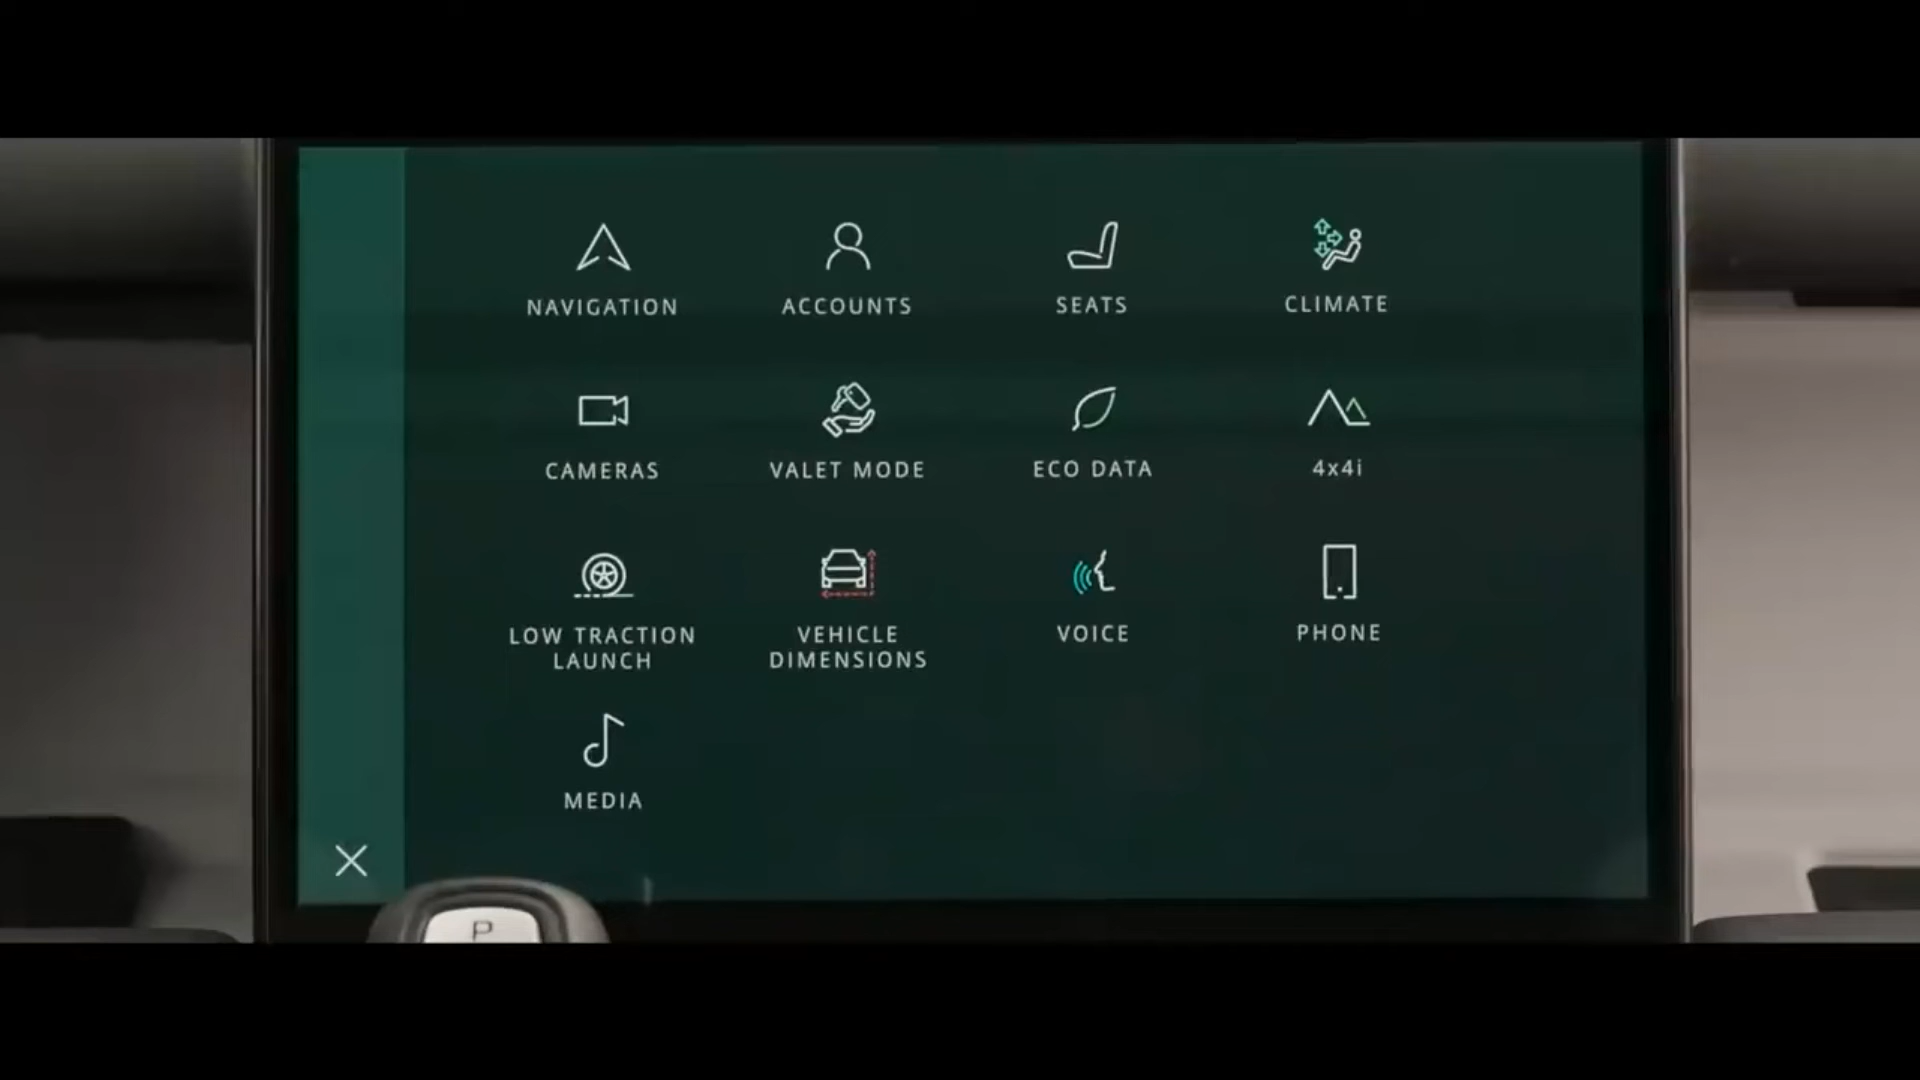 NAVIGATION
ACCOUNTS
SEATS
CLIMATE
CAMERAS
VALET MODE
ECO DATA
4x4i
LOW TRACTION
LAUNCH
VEHICLE
DIMENSIONS
VOICE
PHONE
MEDIA
P